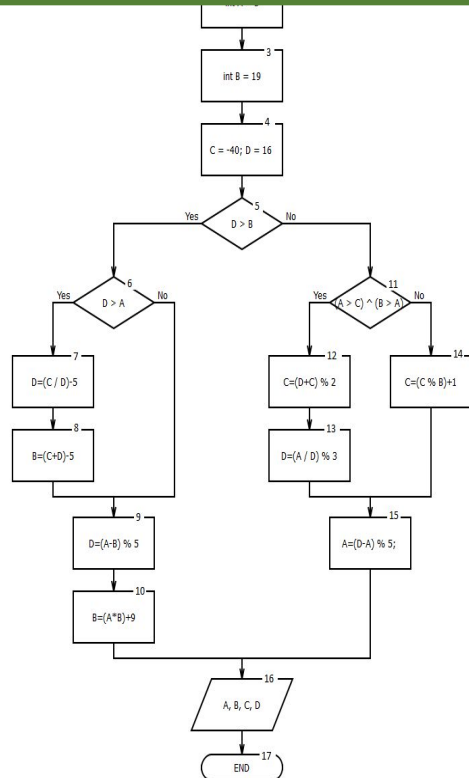 3
int B = 19
4
C = -40; D = 16
5
Yes
No
D > B
6
Yes
No
D > A
11
Yes
No
(A > C) ^ (B > A)
7
D=(C / D)-5
12
C=(D+C) % 2
14
C=(C % B)+1
8
B=(C+D)-5
13
D=(A / D) % 3
9
D=(A-B) % 5
15
A=(D-A) % 5;
10
B=(A*B)+9
16
A, B, C, D
17
END